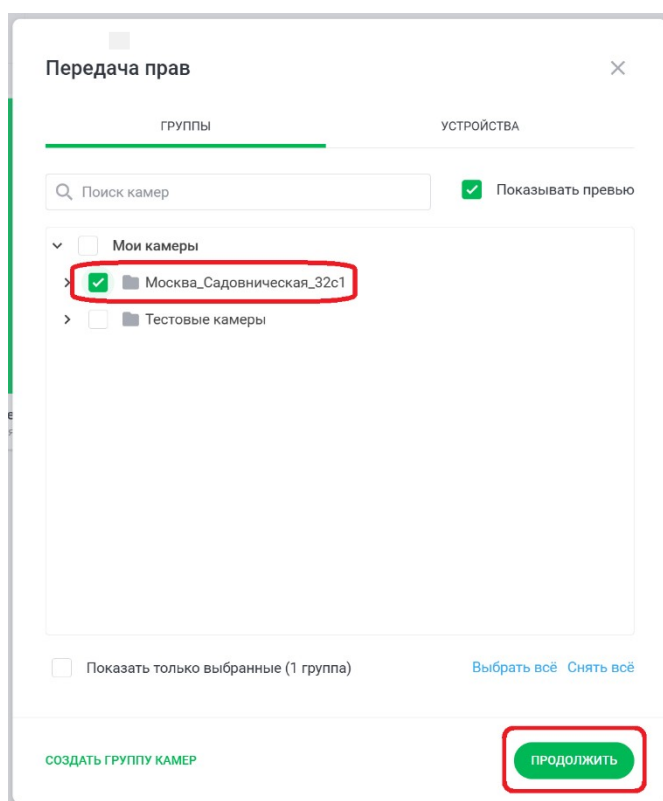 Передача прав
ГРУППЫ УСТРОЙСТВА
Поиск камер Показывать превью
Мои камеры
Москва_Садовническая_32с1
Тестовые камеры
Показать только выбранные (1 группа) Выбрать всё Снять всё
СОЗДАТЬ ГРУППУ КАМЕР ПРОДОЛЖИТЬ